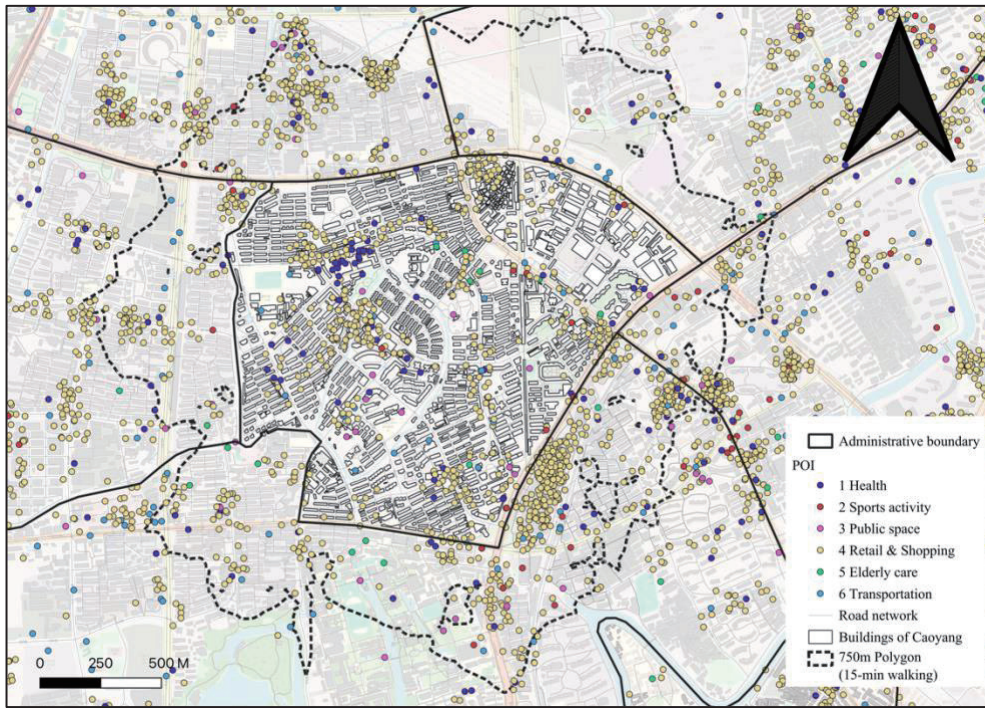 Administrative boundary
POI
1 Health
2 Sports activity
3 Public space
4 Retail & Shopping
5 Elderly care
6 Transportation
Road network
Buildings of Caoyang
750m Polygon
(15-min walking)
0 250 500 M